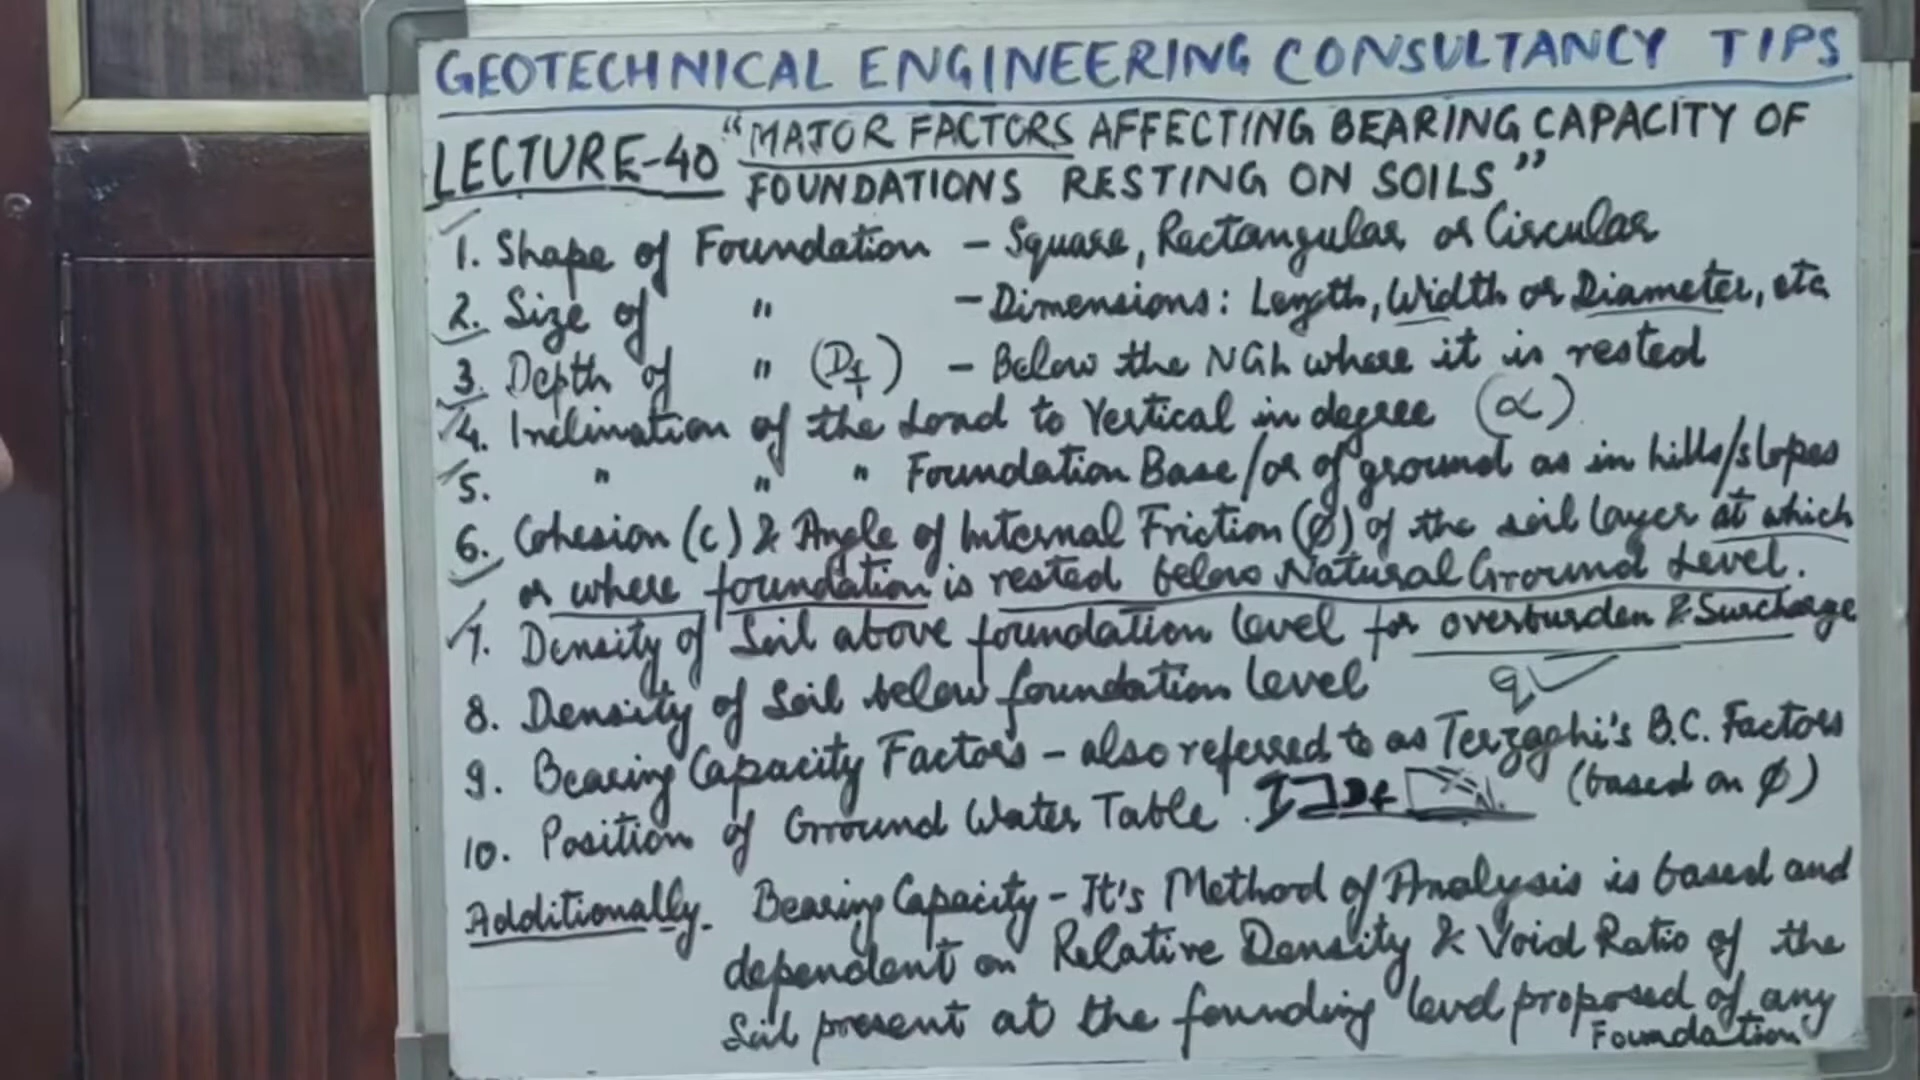 GEOTECHNICAL ENGINEERING CONSULTANCY TIPS
LECTURE-40 "MAJOR FACTORS AFFECTING BEARING CAPACITY OF
FOUNDATIONS RESTING ON SOILS"
1. Shape of Foundation - Square, Rectangular or Circular
2. Size of " - Dimensions: Length, Width or Diameter, etc
3. Depth of " (Df) - Below the NGL where it is rested
4. Inclination of the Load to Vertical in degree (α)
5. " " " Foundation Base/or of ground as in hills/slopes
6. Cohesion (c) & Angle of Internal Friction (ø) of the soil layer at which
or where foundation is rested below Natural Ground Level.
7. Density of Soil above foundation level for overburden & Surcharge
q
8. Density of Soil below foundation level
9. Bearing Capacity Factors - also referred to as Terzaghi's B.C. Factors
(based on ø)
10. Position of Ground Water Table. Df
Additionally. Bearing Capacity - It's Method of Analysis is based and
dependent on Relative Density & Void Ratio of the
Soil present at the founding level proposed of any
Foundation